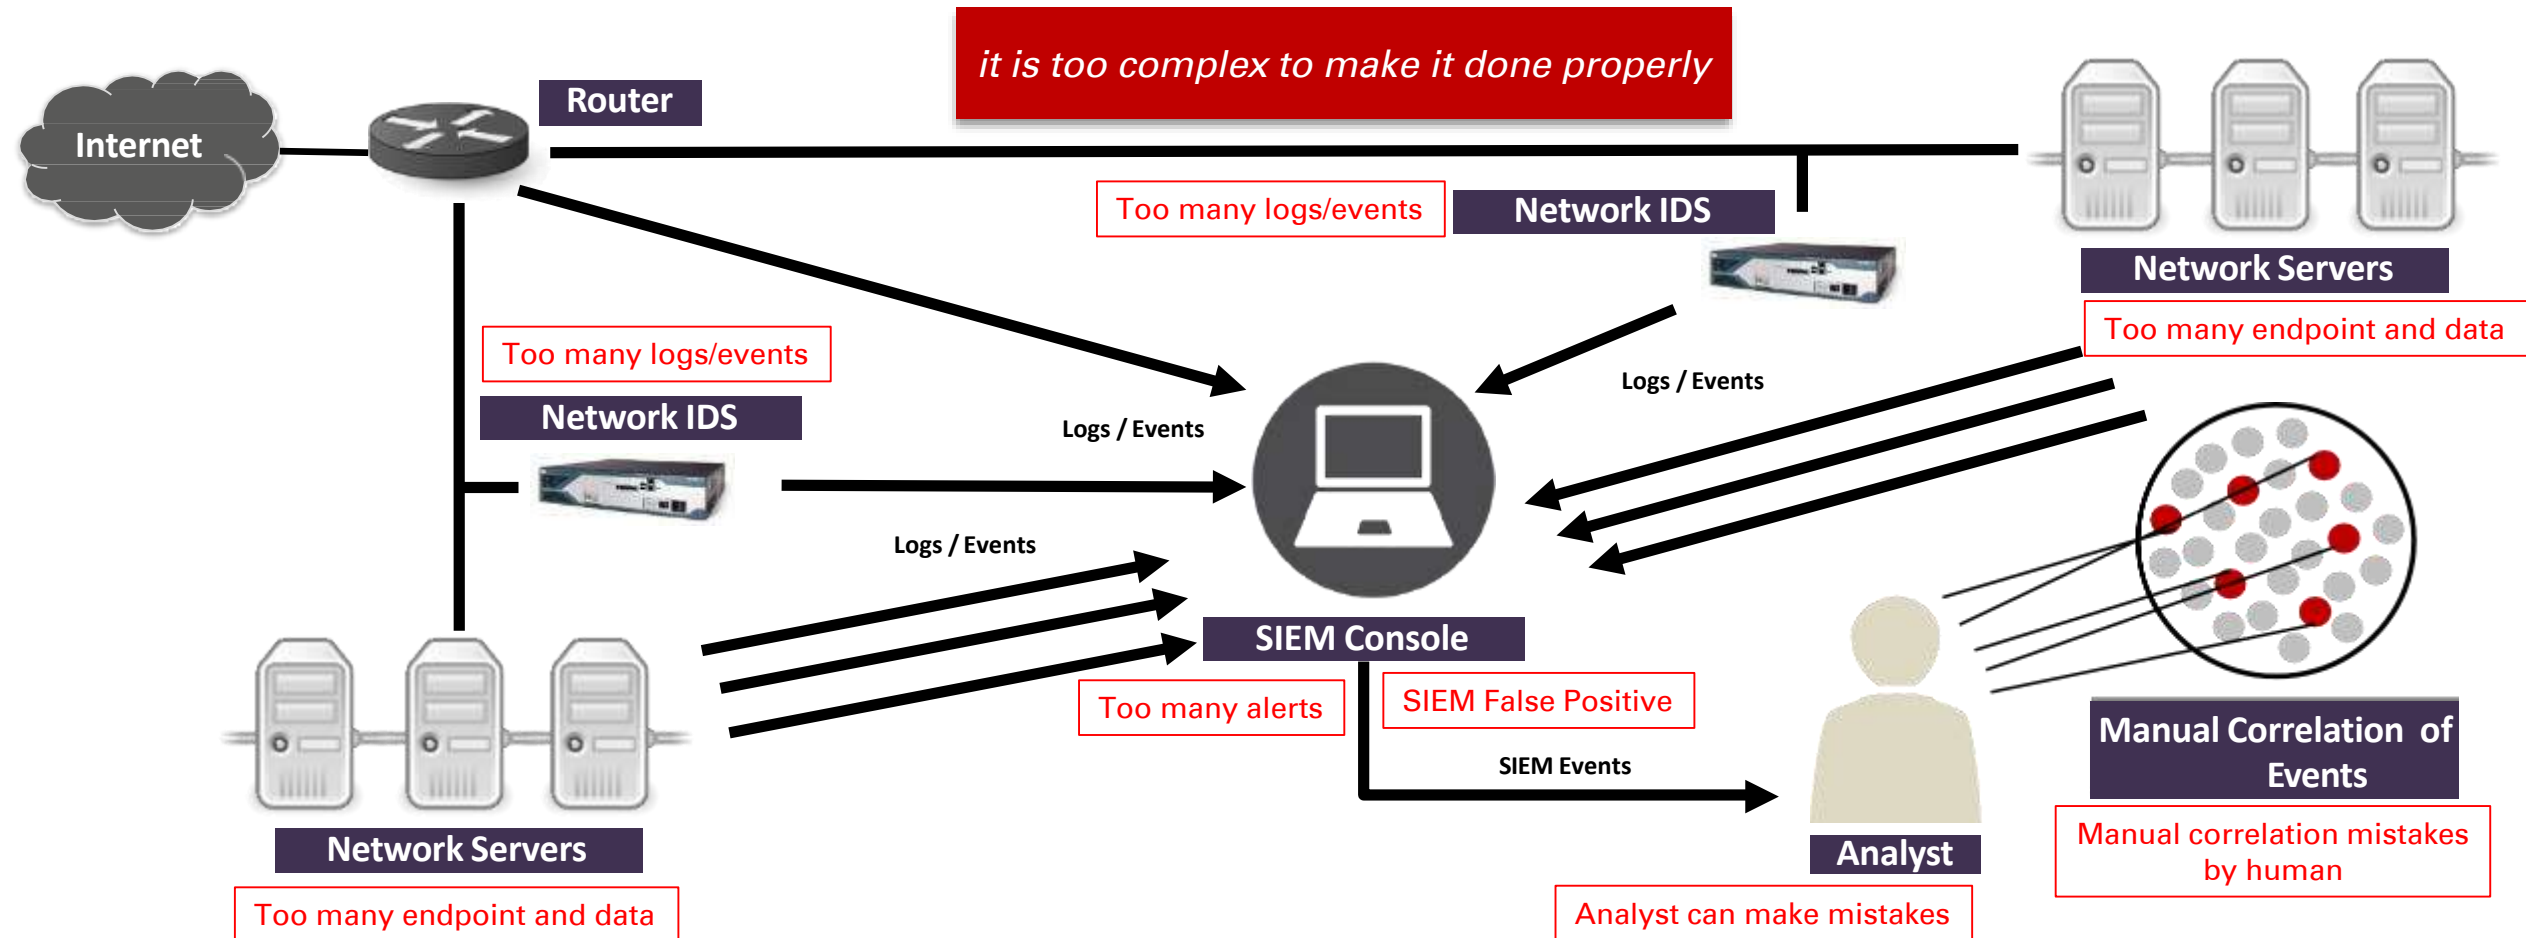 it is too complex to make it done properly
Router
Internet
Too many logs/events
Network IDS
Network Servers
Too many endpoint and data
Too many logs/events
Logs / Events
Network IDS
Logs / Events
Logs / Events
SIEM Console
Too many alerts
SIEM False Positive
SIEM Events
Manual Correlation of
Events
Network Servers
Analyst
Manual correlation mistakes
by human
Too many endpoint and data
Analyst can make mistakes